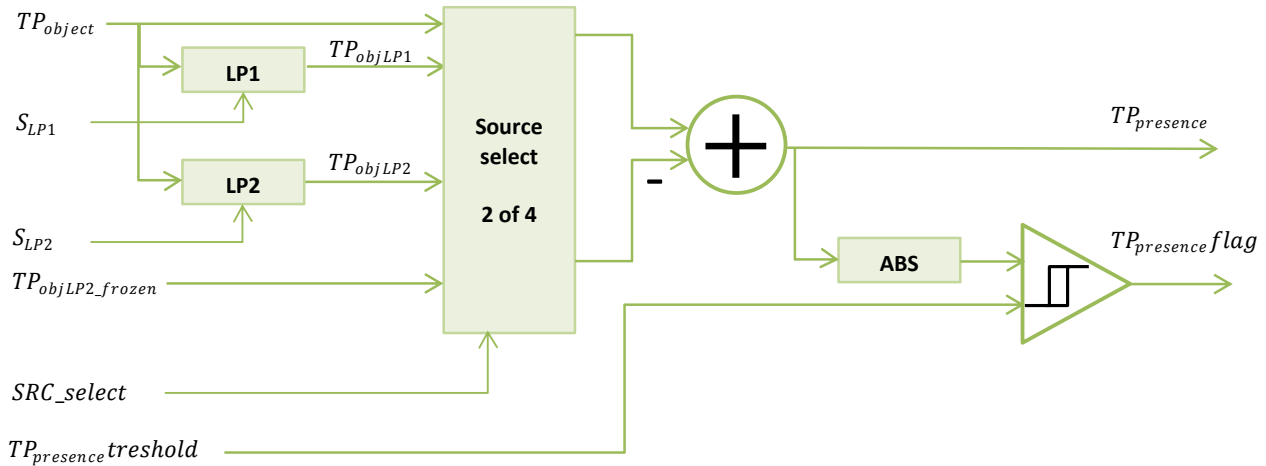 TP_object
TP_objLP1
LP1
S_LP1
Source
select
2 of 4
TP_presence
TP_objLP2
LP2
S_LP2
TP_presence flag
ABS
TP_objLP2_frozen
SRC_select
TP_presence treshold